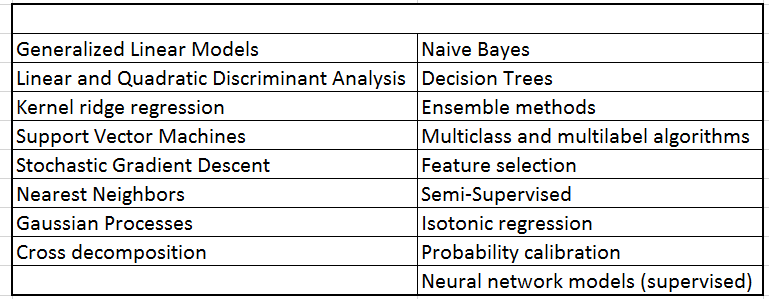 Generalized Linear Models
Naive Bayes
Linear and Quadratic Discriminant Analysis
Decision Trees
Kernel ridge regression
Ensemble methods
Support Vector Machines
Multiclass and multilabel algorithms
Stochastic Gradient Descent
Feature selection
Nearest Neighbors
Semi-Supervised
Gaussian Processes
Isotonic regression
Cross decomposition
Probability calibration
Neural network models (supervised)